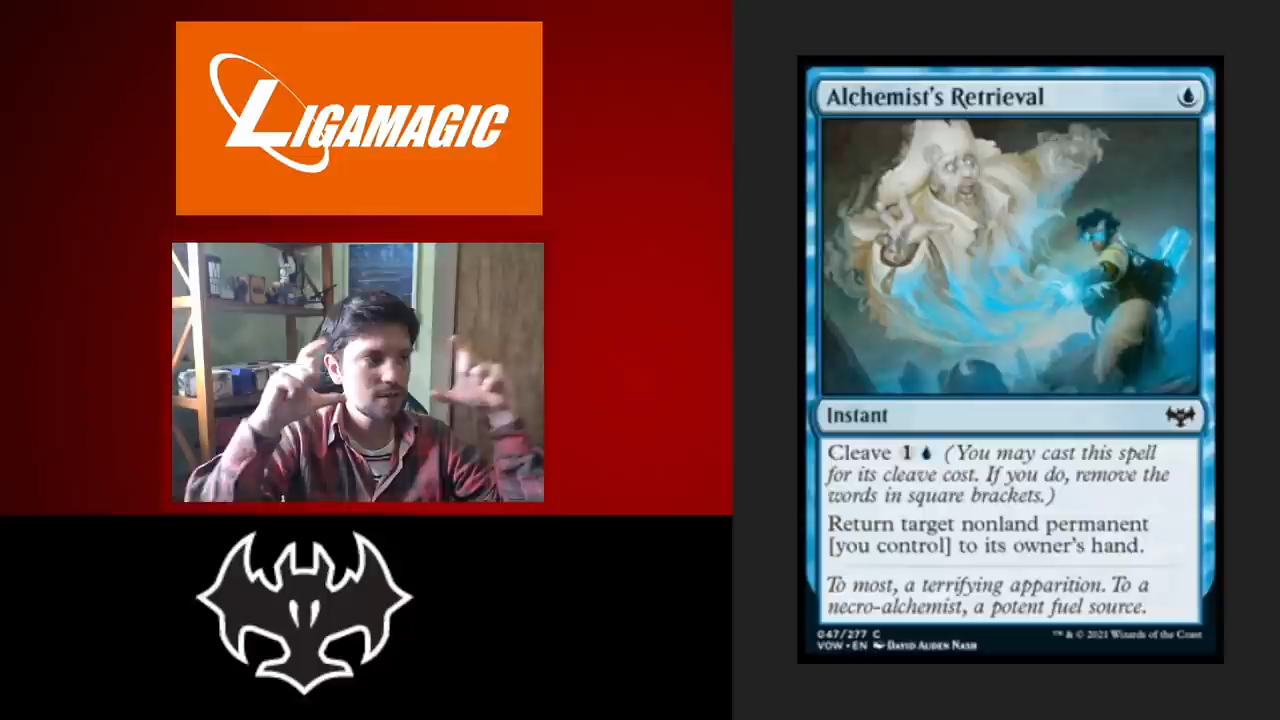 LIGAMAGIC
Alchemist's Retrieval
Instant
Cleave 1 (You may cast this spell
for its cleave cost. If you do, remove the
words in square brackets.)
Return target nonland permanent
[you control] to its owner's hand.
To most, a terrifying apparition. To a
necro-alchemist, a potent fuel source.
047/277 C
™ & © 2021 Wizards of the Coast
VOW • EN David Auden Nash